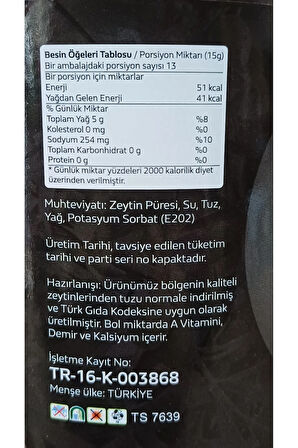 Besin Öğeleri Tablosu / Porsiyon Miktarı (15g)
Bir ambalajdaki porsiyon sayısı 13
Bir porsiyon için miktarlar
Enerji 51 kcal
Yağdan Gelen Enerji 41 kcal
% Günlük Miktar
Toplam Yağ 5 g %8
Kolesterol 0 mg %0
Sodyum 254 mg %10
Toplam Karbonhidrat 0 g %0
Protein 0 g %0
* Günlük miktar yüzdeleri 2000 kalorilik diyet
üzerinden verilmiştir.
Muhteviyatı: Zeytin Püresi, Su, Tuz,
Yağ, Potasyum Sorbat (E202)
Üretim Tarihi, tavsiye edilen tüketim
tarihi ve parti seri no kapaktadır.
Hazırlanışı: Ürünümüz bölgenin kaliteli
zeytinlerinden tuzu normale indirilmiş
ve Türk Gıda Kodeksine uygun olarak
üretilmiştir. Bol miktarda A Vitamini,
Demir ve Kalsiyum içerir.
İşletme Kayıt No:
TR-16-K-003868
Menşe ülke: TÜRKİYE
TS 7639